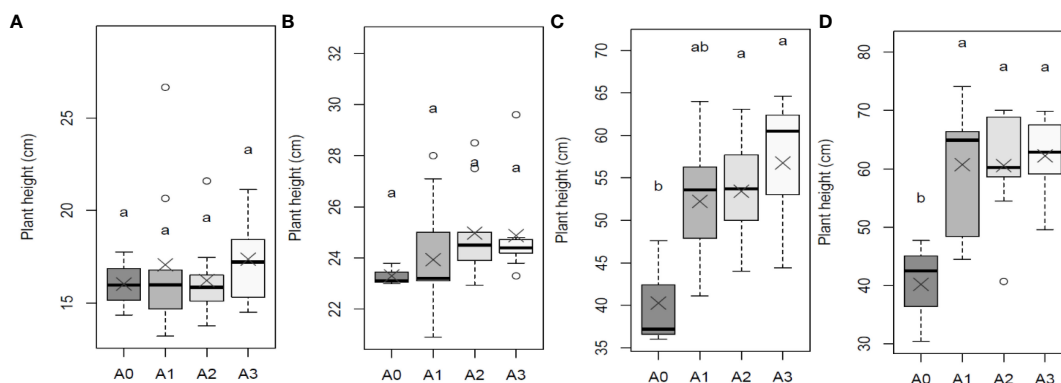 A
Plant height (cm)
25
20
15
a
a
a
a
A0 A1 A2 A3
B
Plant height (cm)
32
30
28
26
24
22
a
a
a
a
A0 A1 A2 A3
C
Plant height (cm)
70
65
60
55
50
45
40
35
b
ab
a
a
A0 A1 A2 A3
D
Plant height (cm)
80
70
60
50
40
30
b
a
a
a
A0 A1 A2 A3